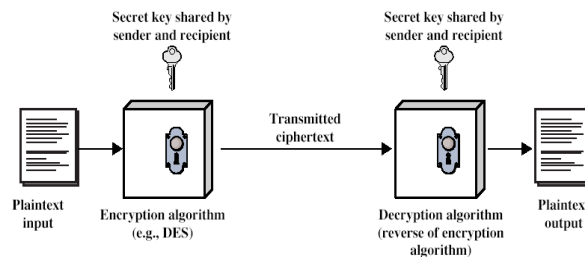 Secret key shared by
sender and recipient
Secret key shared by
sender and recipient
Transmitted
ciphertext
Plaintext
input
Encryption algorithm
(e.g., DES)
Decryption algorithm
(reverse of encryption
algorithm)
Plaintext
output